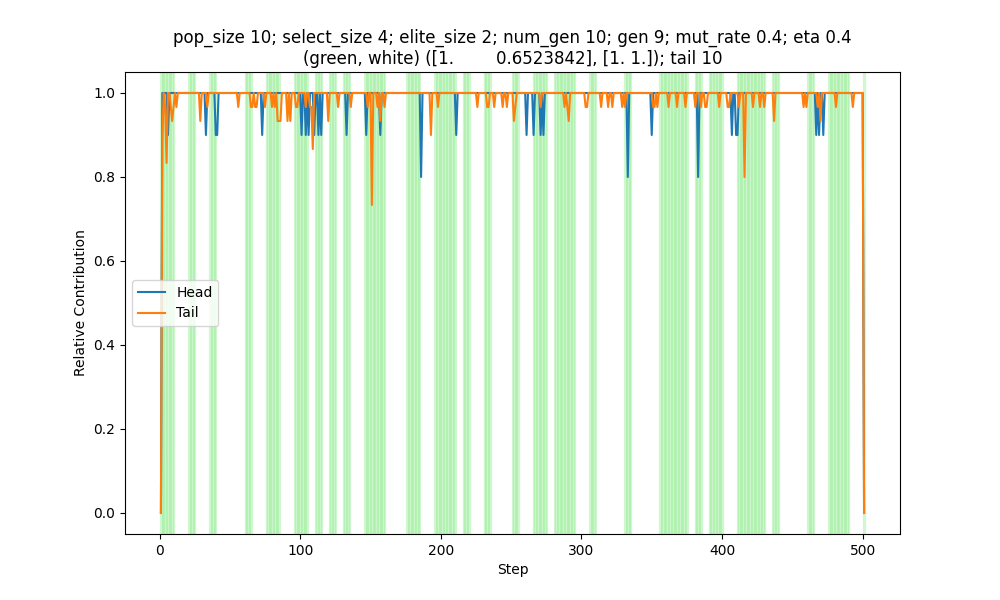 pop_size 10; select_size 4; elite_size 2; num_gen 10; gen 9; mut_rate 0.4; eta 0.4
(green, white) ([1.        0.6523842], [1. 1.]); tail 10
1.0
0.8
0.6
0.4
0.2
0.0
Relative Contribution
Head
Tail
0
100
200
300
400
500
Step